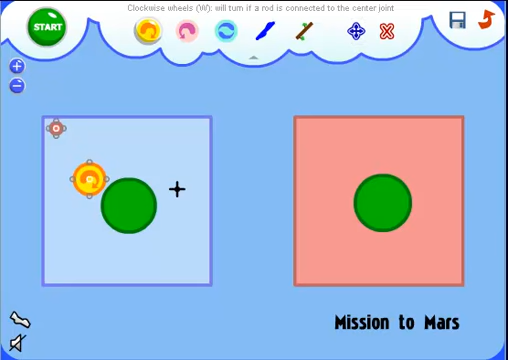 Clockwise wheels (W): will turn if a rod is connected to the center joint
START
Mission to Mars